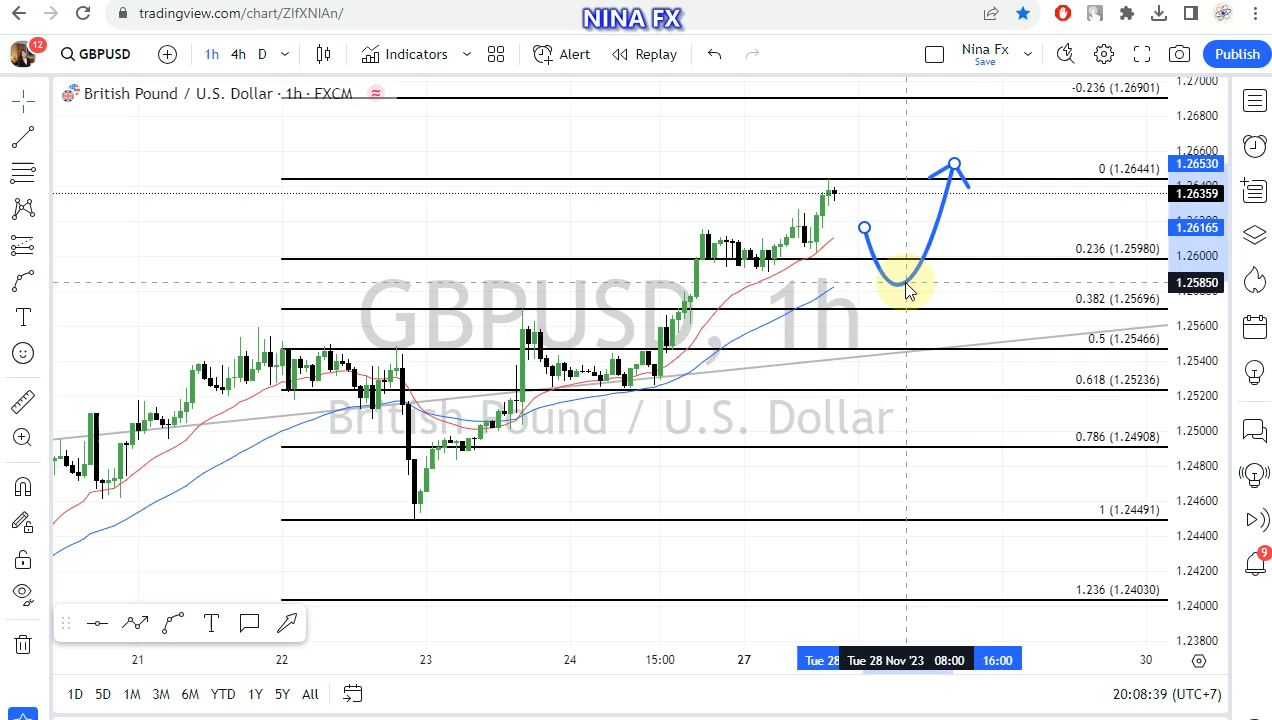 tradingview.com/chart/ZIfXNIAn/
NINA FX
12
GBPUSD
1h 4h D
Indicators
Alert
Replay
Nina Fx
Save
Publish
British Pound / U.S. Dollar · 1h · FXCM
GBPUSD, 1h
British Pound / U.S. Dollar
-0.236 (1.26901)
0 (1.26441)
0.236 (1.25980)
0.382 (1.25696)
0.5 (1.25466)
0.618 (1.25236)
0.786 (1.24908)
1 (1.24491)
1.236 (1.24030)
1.27000
1.26800
1.26600
1.26530
1.26359
1.26165
1.26000
1.25850
1.25600
1.25400
1.25200
1.25000
1.24800
1.24600
1.24400
1.24200
1.24000
1.23800
9
21 22 23 24 15:00 27 Tue 28 Tue 28 Nov '23 08:00 16:00 30
1D 5D 1M 3M 6M YTD 1Y 5Y All
20:08:39 (UTC+7)